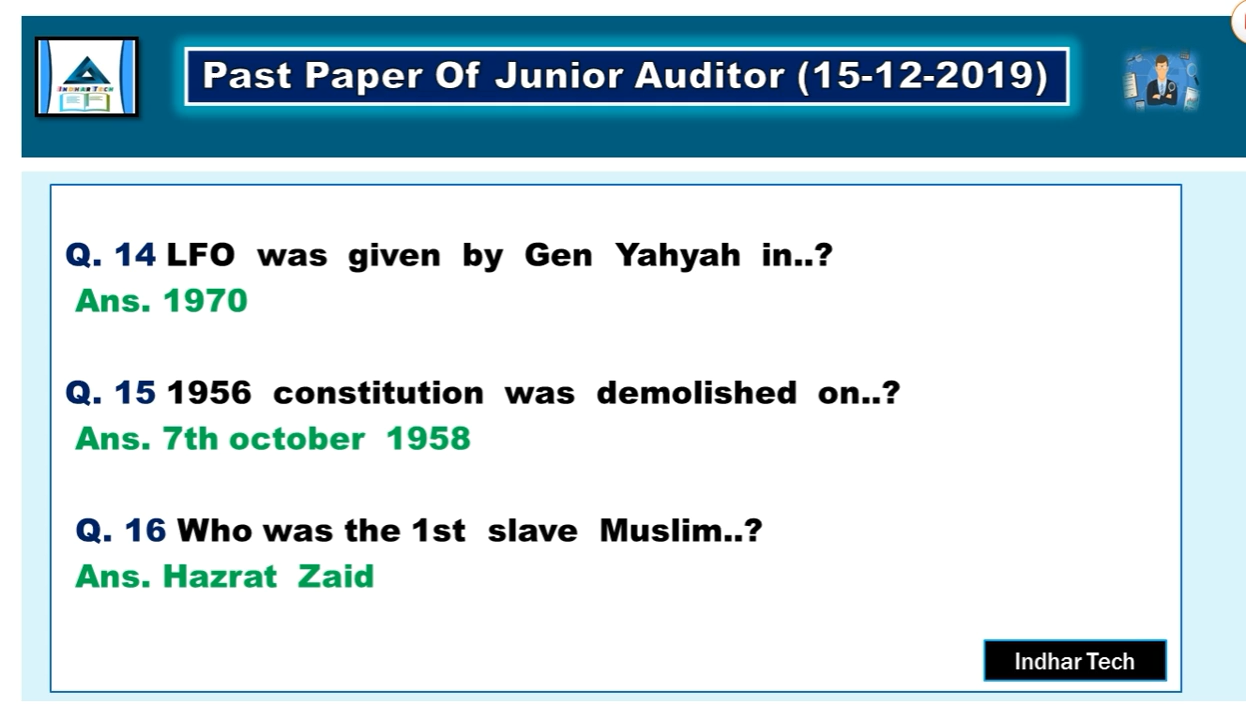 INDHAR TECH
Past Paper Of Junior Auditor (15-12-2019)
Q. 14 LFO was given by Gen Yahyah in..?
Ans. 1970
Q. 15 1956 constitution was demolished on..?
Ans. 7th october 1958
Q. 16 Who was the 1st slave Muslim..?
Ans. Hazrat Zaid
Indhar Tech